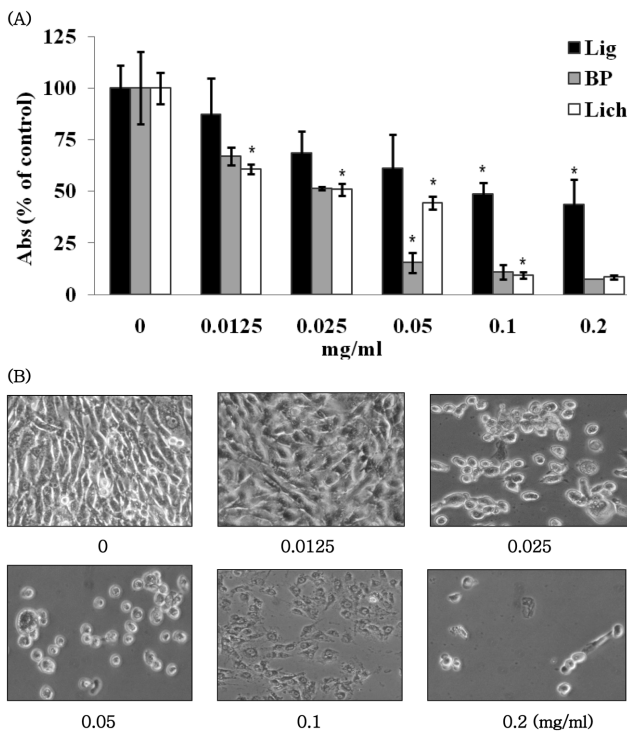 (A)
125
100
75
50
25
0
Abs (% of control)
Lig
BP
Lich
* * * * * * *
0 0.0125 0.025 0.05 0.1 0.2
mg/ml
(B)
0 0.0125 0.025
0.05 0.1 0.2 (mg/ml)